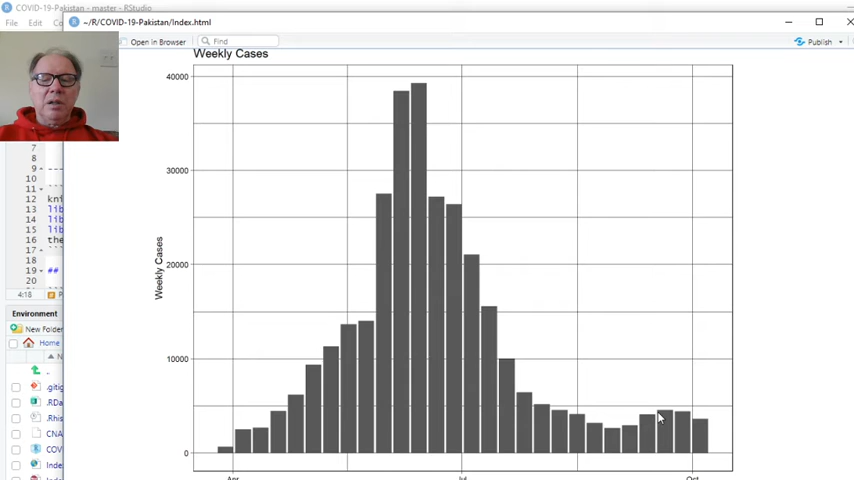 COVID-19-Pakistan - master - RStudio
File Edit Co
~/R/COVID-19-Pakistan/Index.html
Open in Browser Find Publish
Weekly Cases
40000
30000
20000
10000
0
Weekly Cases
Apr Jul Oct
7
8
9 ---
10
11 ```
12 kni
13 lib
14 lib
15 lib
16 the
17 ```
18
19 ##
20
4:18
Environment
New Folder
Home
N
..
.gitig
.RDa
.Rhis
CNA
COV
Index